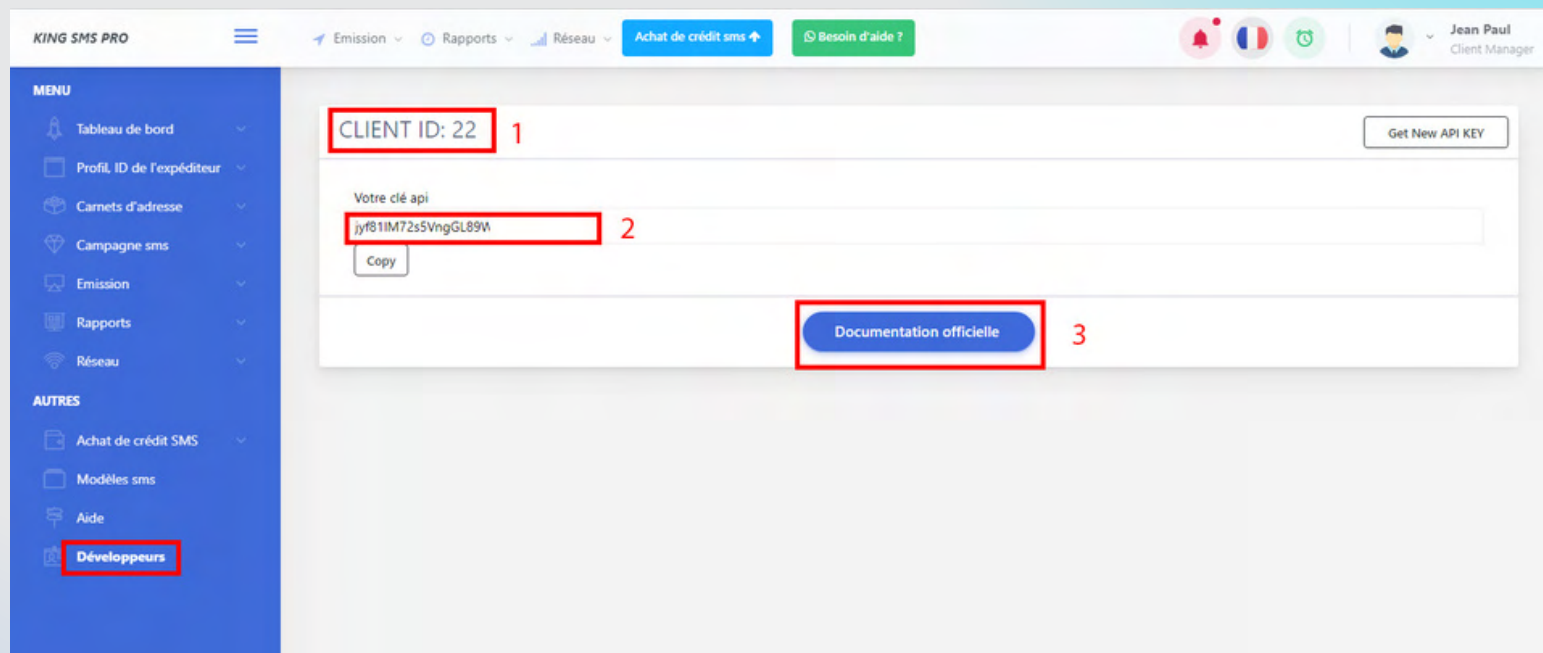 KING SMS PRO
Emission
Rapports
Réseau
Achat de crédit sms
Besoin d'aide ?
Jean Paul
Client Manager
MENU
Tableau de bord
Profil, ID de l'expéditeur
Carnets d'adresse
Campagne sms
Emission
Rapports
Réseau
AUTRES
Achat de crédit SMS
Modèles sms
Aide
Développeurs
CLIENT ID: 22
1
Get New API KEY
Votre clé api
2
Copy
Documentation officielle
3